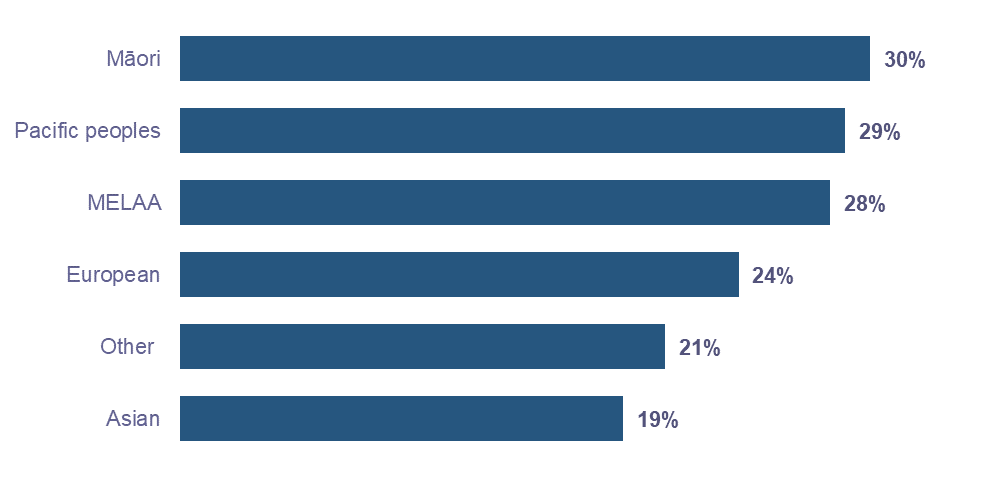 Māori 30%
Pacific peoples 29%
MELAA 28%
European 24%
Other 21%
Asian 19%